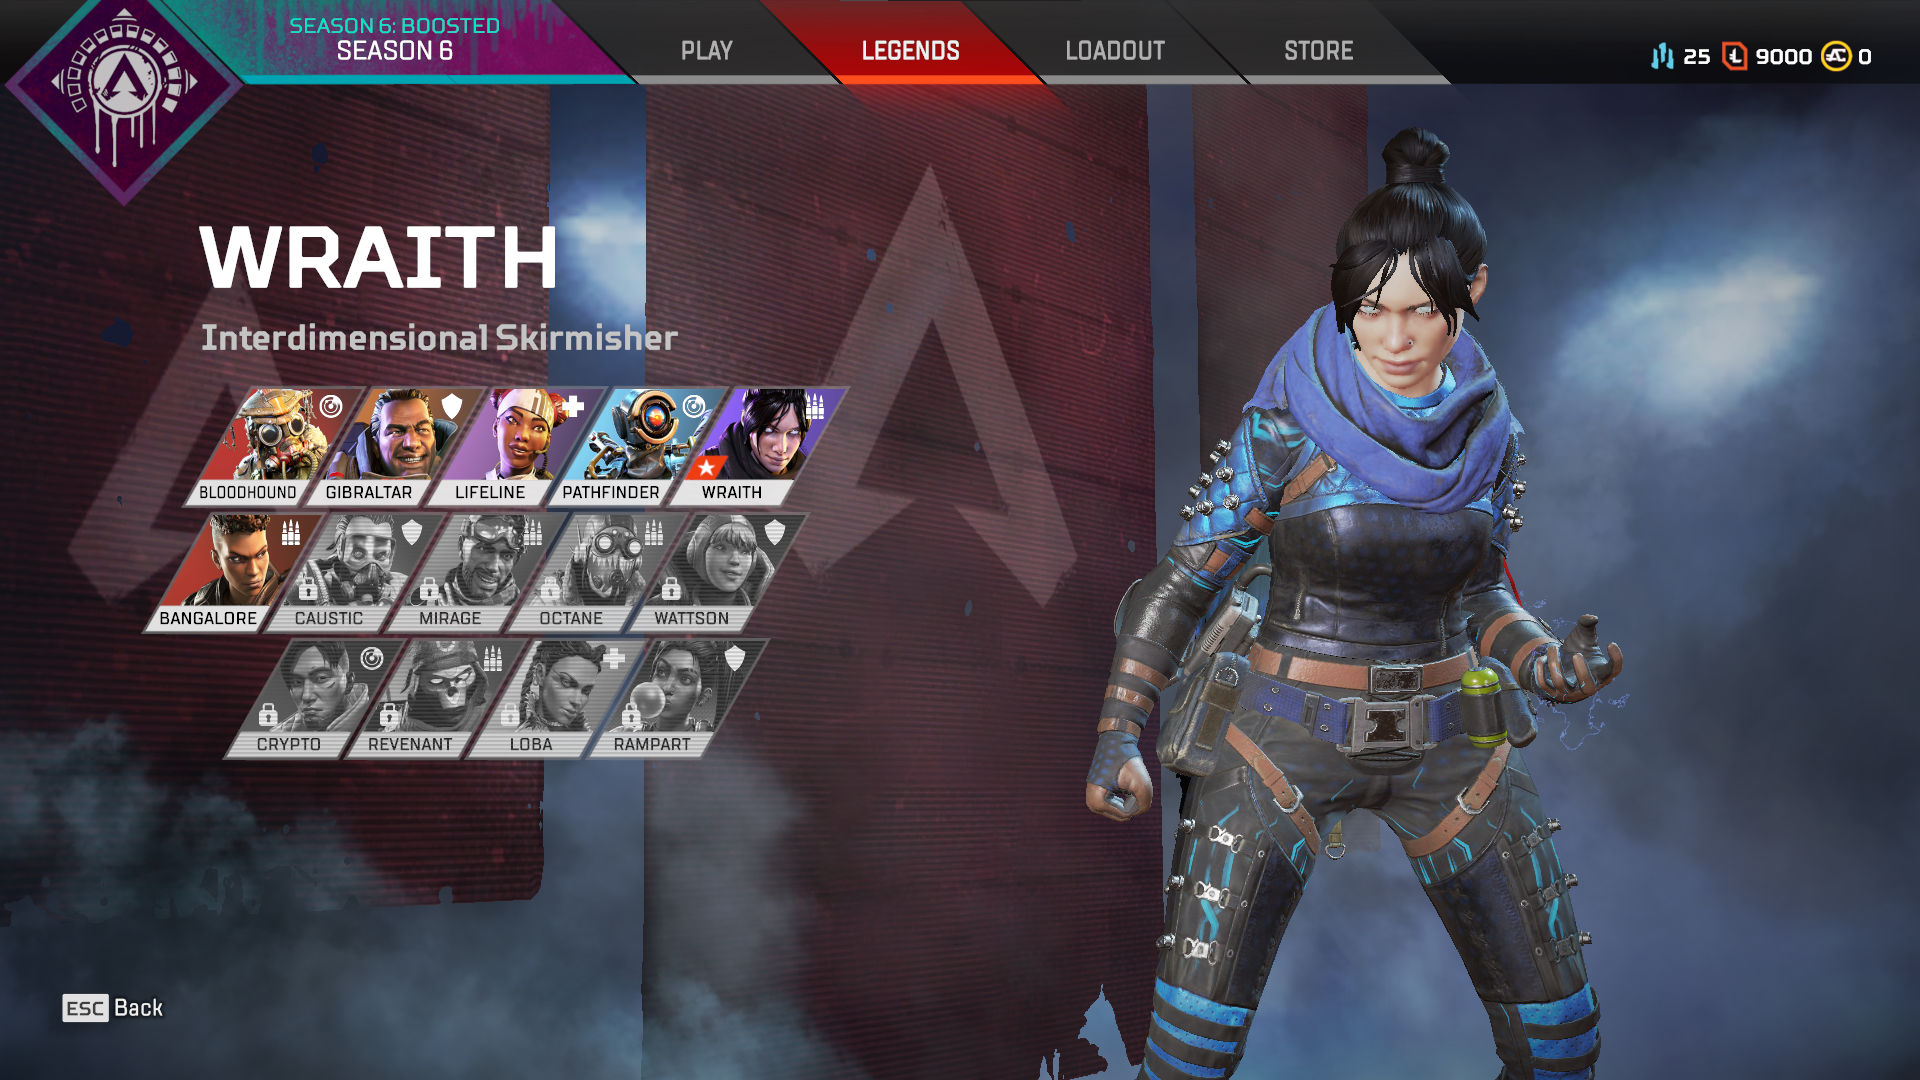 SEASON 6: BOOSTED
SEASON 6
PLAY
LEGENDS
LOADOUT
STORE
25
9000
0
WRAITH
Interdimensional Skirmisher
BLOODHOUND
GIBRALTAR
LIFELINE
PATHFINDER
WRAITH
BANGALORE
CAUSTIC
MIRAGE
OCTANE
WATTSON
CRYPTO
REVENANT
LOBA
RAMPART
ESC Back